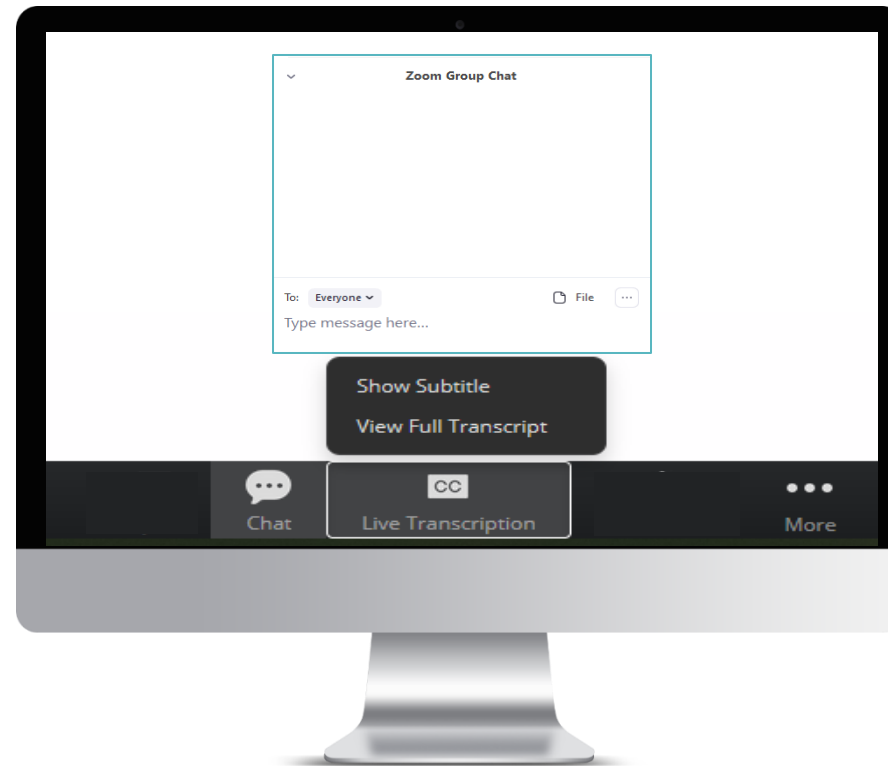 Zoom Group Chat
To: Everyone File
Type message here...
Show Subtitle
View Full Transcript
CC
Chat Live Transcription More